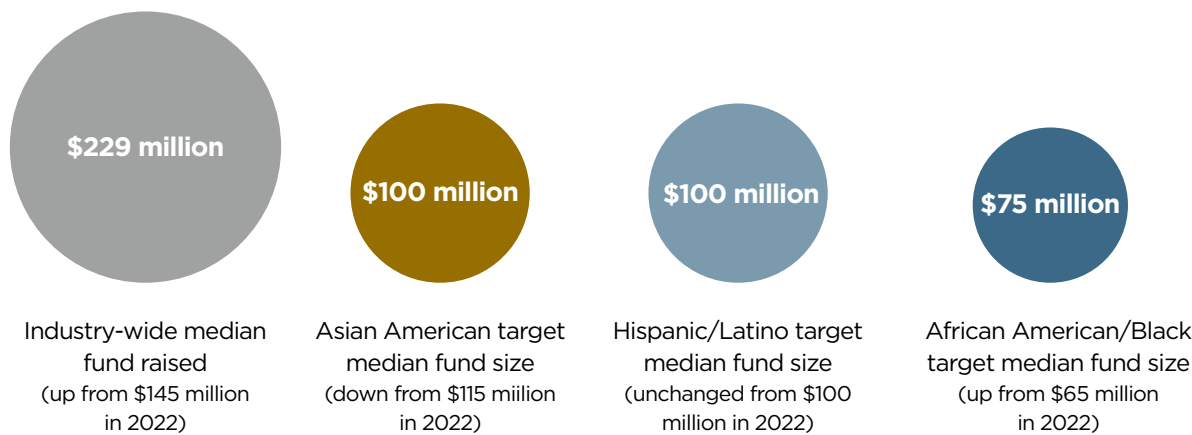 $229 million
$100 million
$100 million
$75 million
Industry-wide median
fund raised
(up from $145 million
in 2022)
Asian American target
median fund size
(down from $115 miilion
in 2022)
Hispanic/Latino target
median fund size
(unchanged from $100
million in 2022)
African American/Black
target median fund size
(up from $65 million
in 2022)